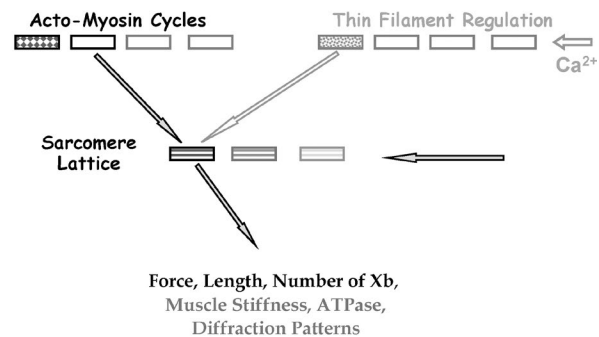 Acto-Myosin Cycles
Thin Filament Regulation
Ca²⁺
Sarcomere
Lattice
Force, Length, Number of Xb,
Muscle Stiffness, ATPase,
Diffraction Patterns